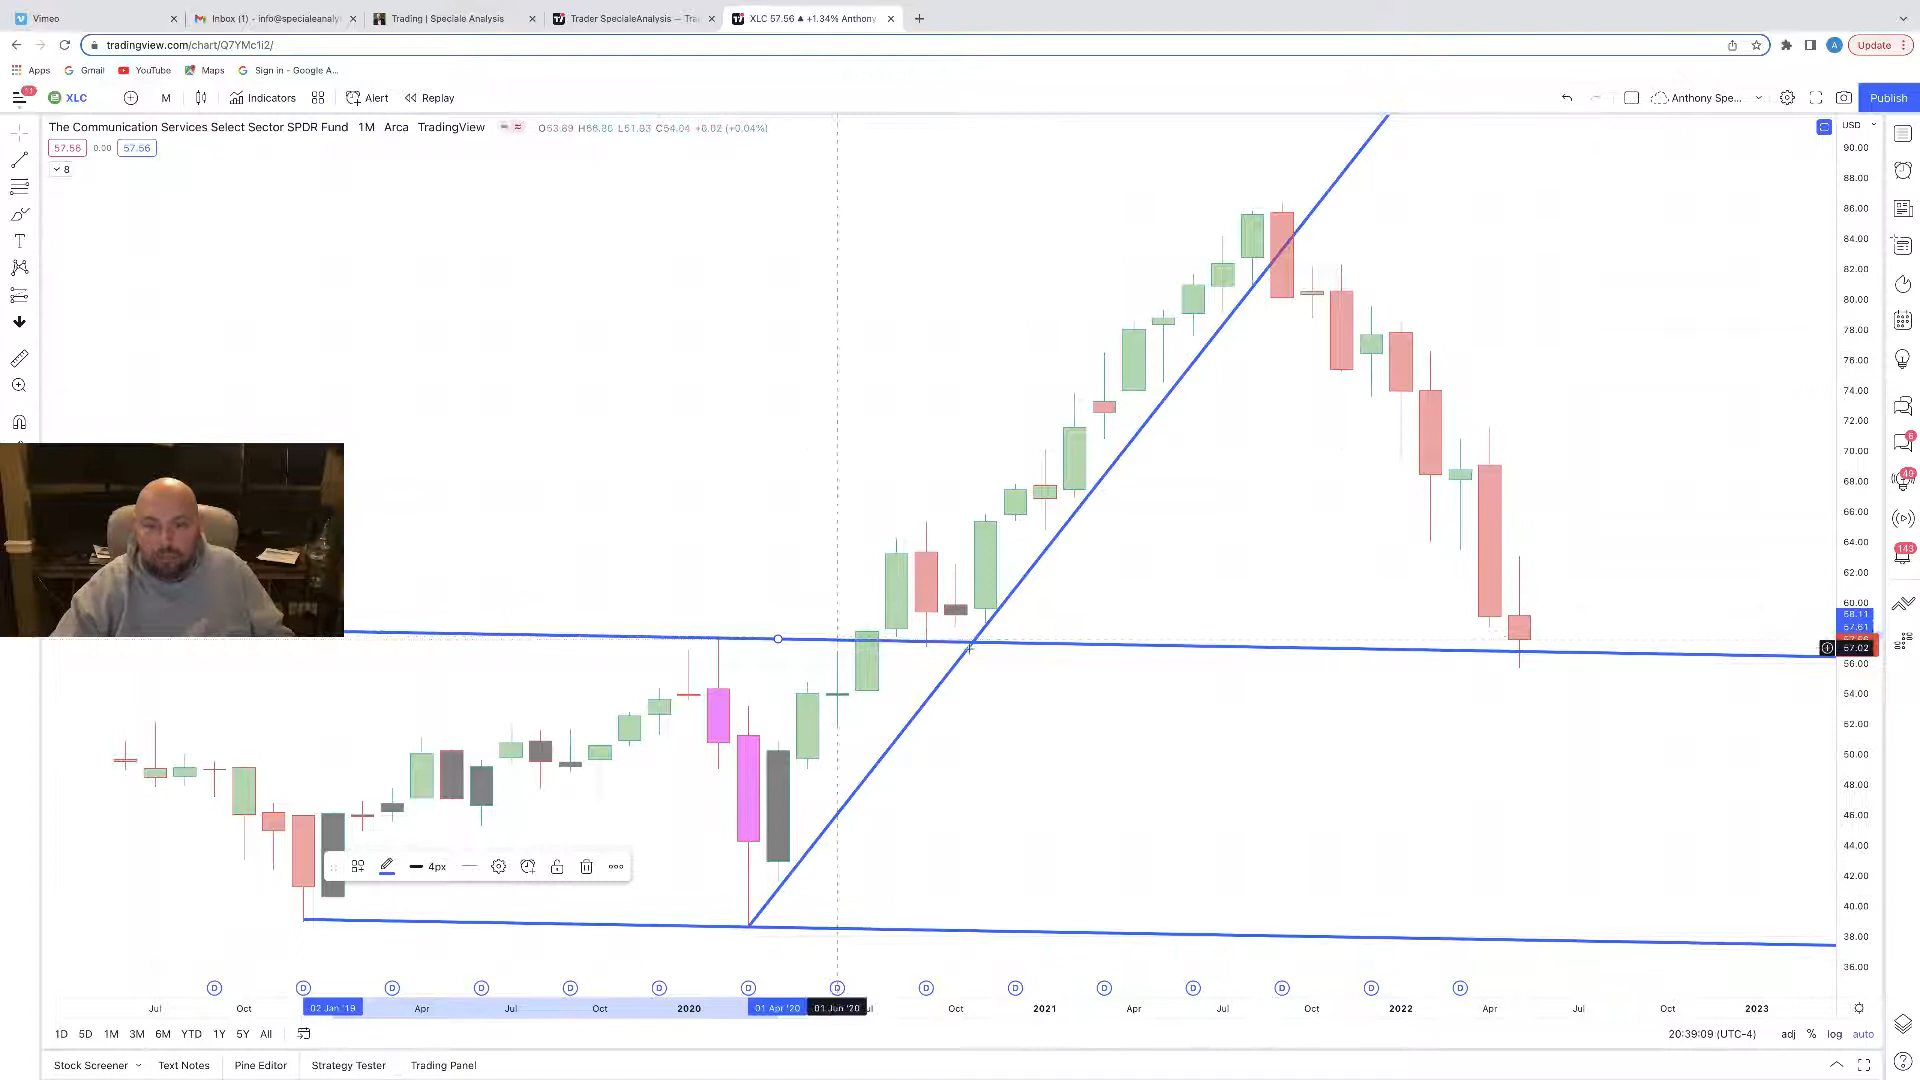 Vimeo
Inbox (1) - info@specialeanaly
Trading | Speciale Analysis
Trader SpecialeAnalysis — Tra
XLC 57.56 ▲ +1.34% Anthony
tradingview.com/chart/Q7YMc1i2/
A
Update
Apps
Gmail
YouTube
Maps
Sign in - Google A...
11
XLC
M
Indicators
Alert
Replay
Anthony Spe...
Publish
The Communication Services Select Sector SPDR Fund 1M Arca TradingView
57.56 0.00 57.56
8
USD
90.00
88.00
86.00
84.00
82.00
80.00
78.00
76.00
74.00
72.00
70.00
68.00
66.00
64.00
62.00
60.00
58.11
57.61
57.02
56.00
54.00
52.00
50.00
48.00
46.00
44.00
42.00
40.00
38.00
36.00
6
49
143
4px
D D D D D D D D D D D D D D D
Jul Oct 02 Jan '19 Apr Jul Oct 2020 01 Apr '20 01 Jun '20 Oct 2021 Apr Jul Oct 2022 Apr Jul Oct 2023
1D 5D 1M 3M 6M YTD 1Y 5Y All
20:39:09 (UTC-4)
adj % log auto
Stock Screener
Text Notes
Pine Editor
Strategy Tester
Trading Panel